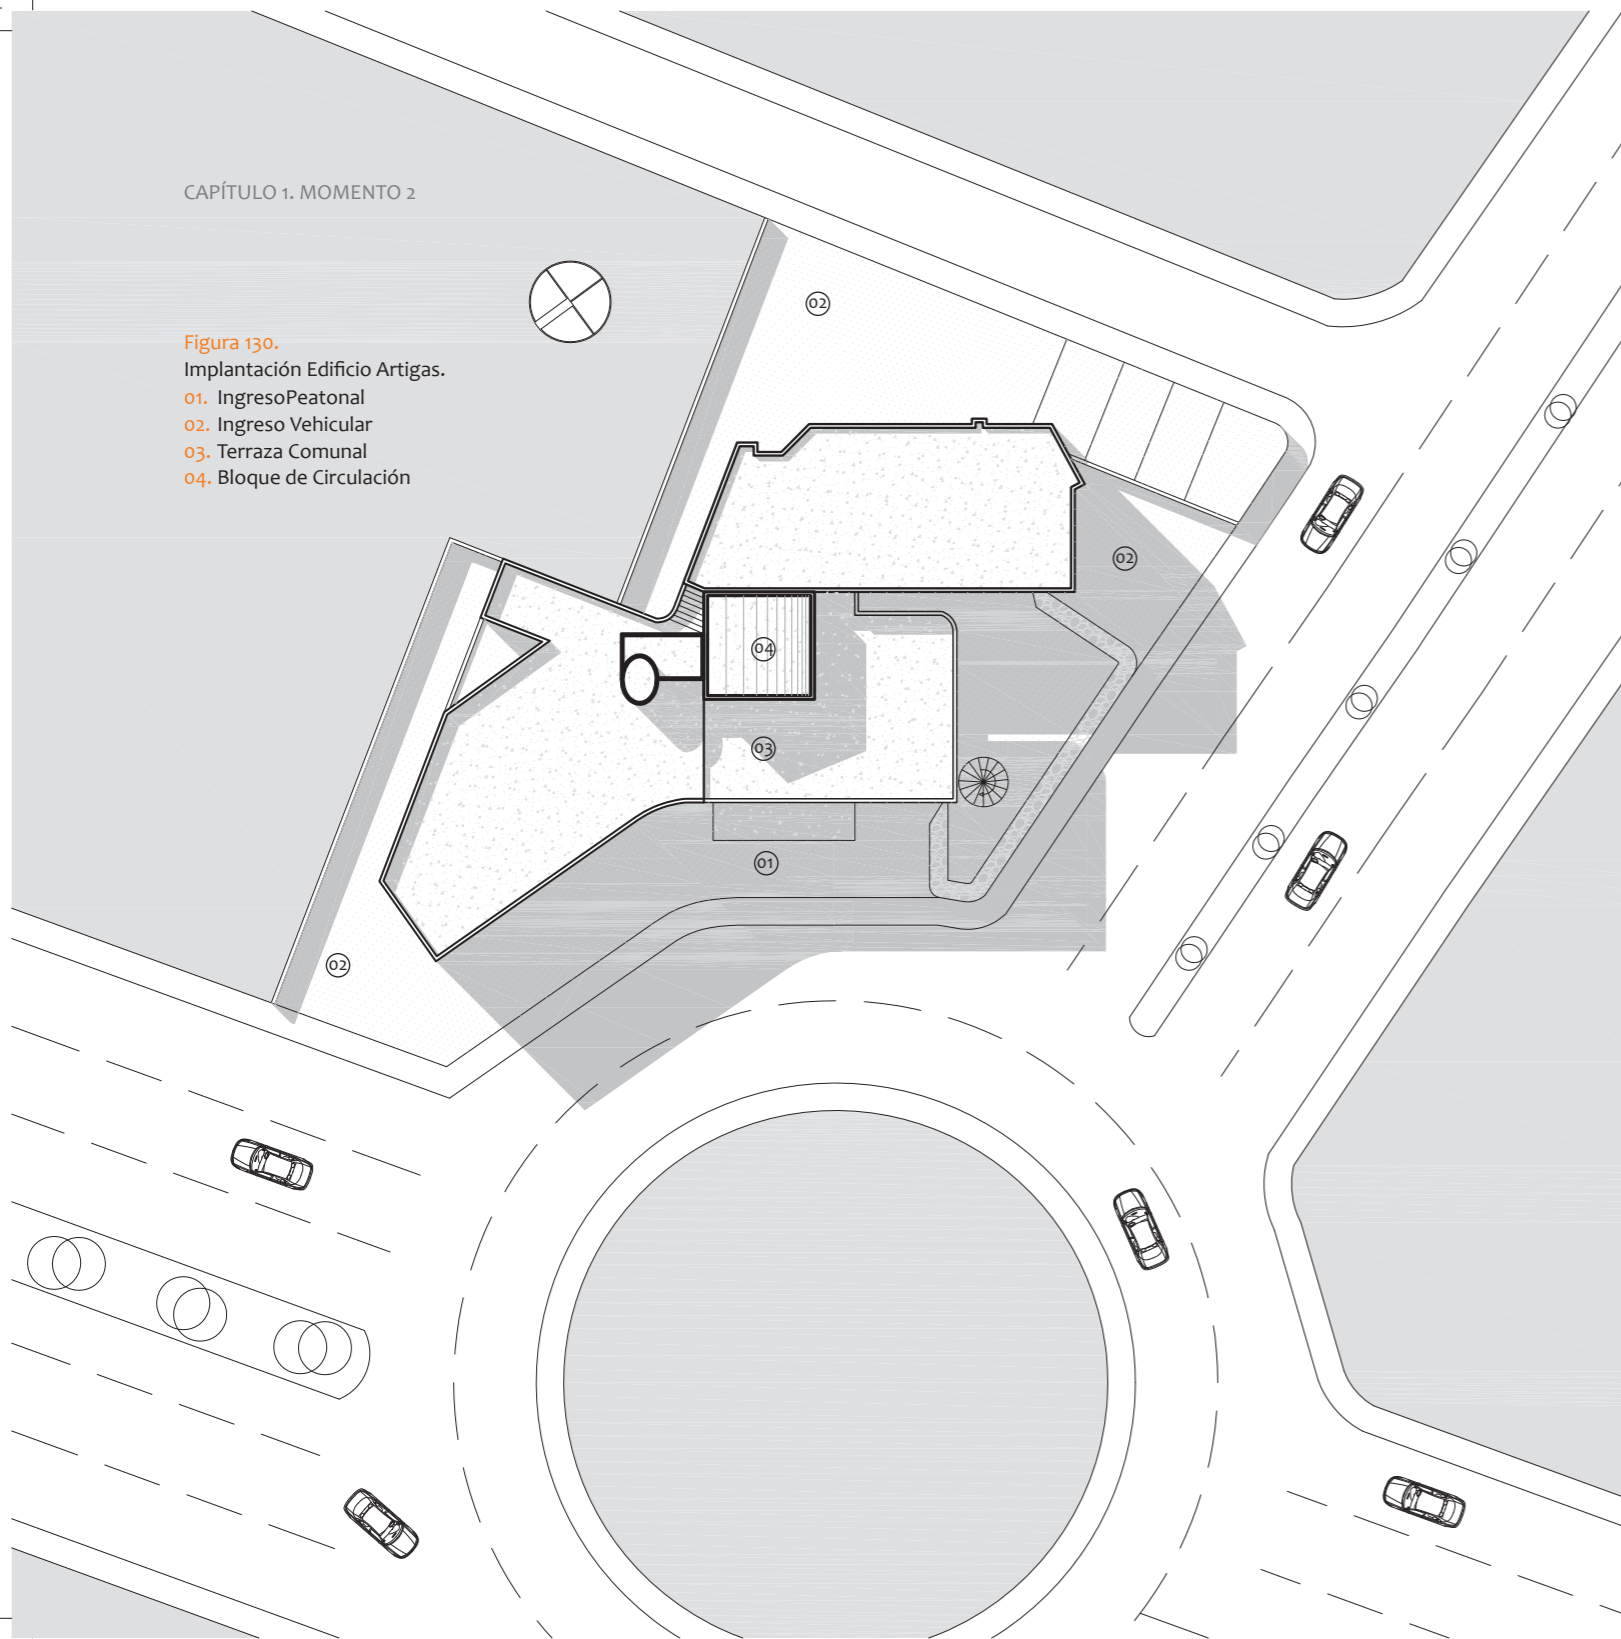 CAPÍTULO 1. MOMENTO 2
Figura 130.
Implantación Edificio Artigas.
01. IngresoPeatonal
02. Ingreso Vehicular
03. Terraza Comunal
04. Bloque de Circulación
02
02
04
03
01
02